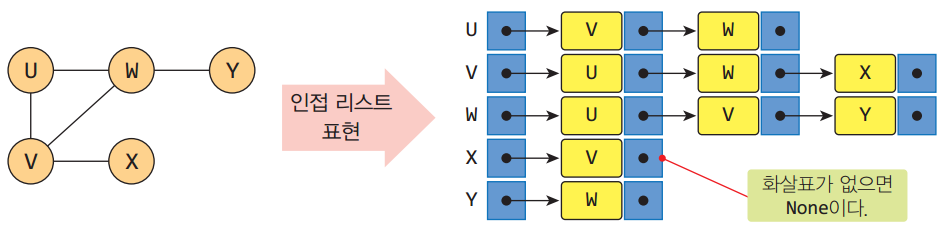 U W Y
V X
인접 리스트
표현
U V W
V U W X
W U V Y
X V
Y W
화살표가 없으면
None이다.